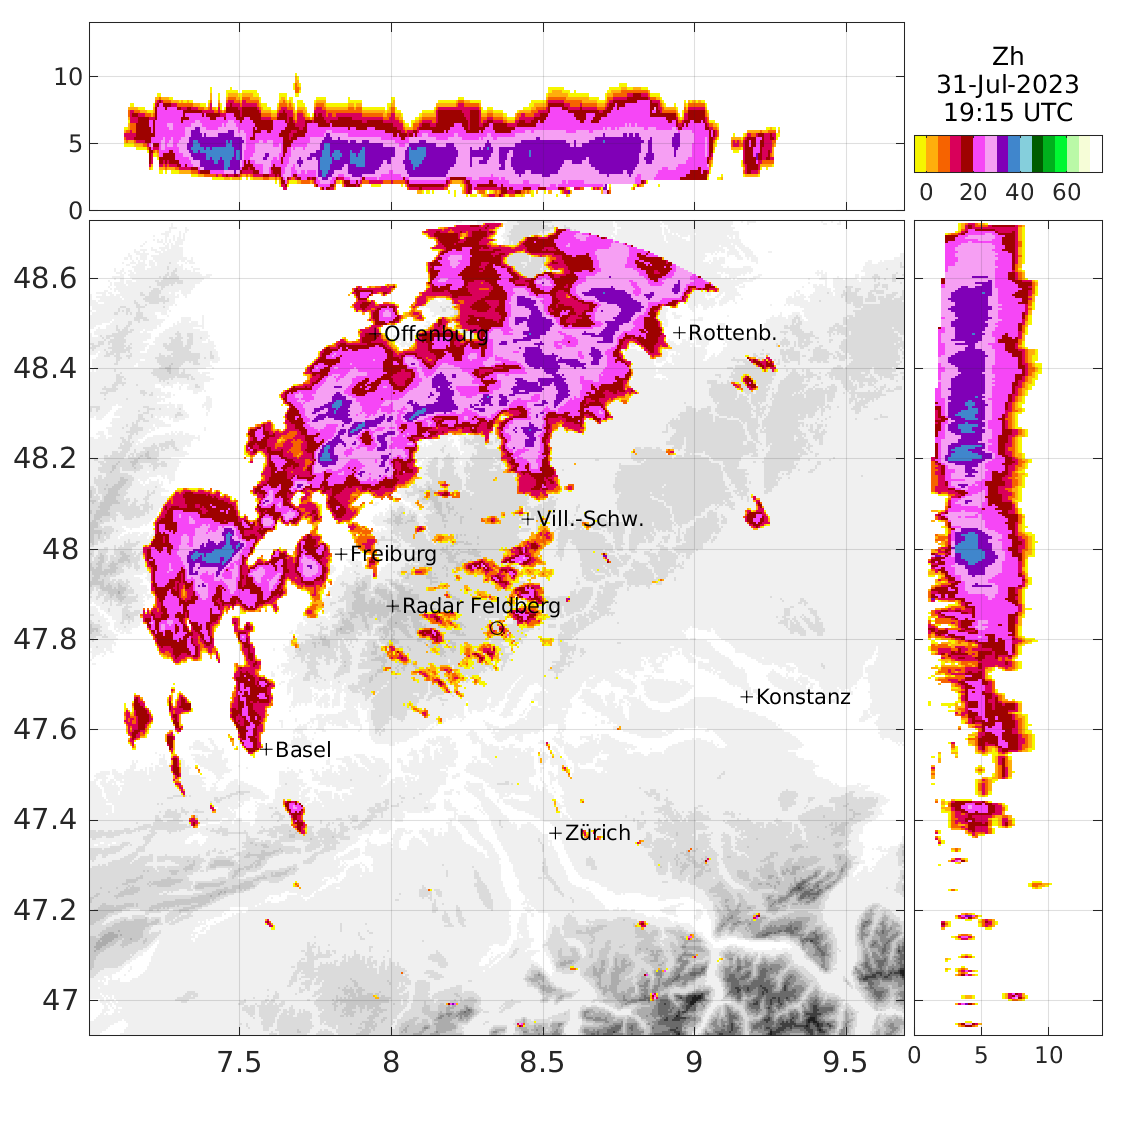 10
5
0
Zh
31-Jul-2023
19:15 UTC
0 20 40 60
48.6
48.4
48.2
48
47.8
47.6
47.4
47.2
47
+Offenburg
+Rottenb.
+Vill.-Schw.
+Freiburg
+Radar Feldberg
+Konstanz
+Basel
+Zürich
7.5 8 8.5 9 9.5
0 5 10